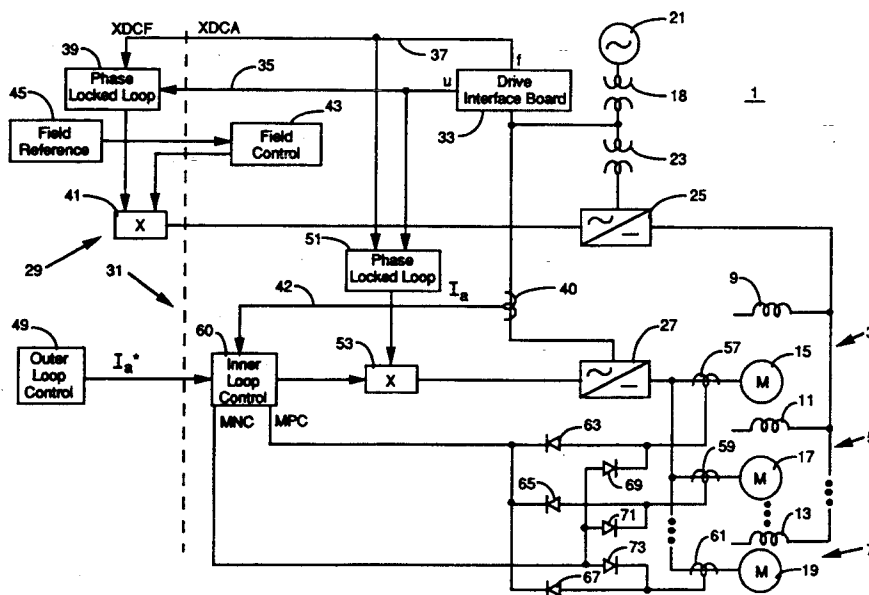 XDCF
XDCA
21
39
37
f
Phase
Locked Loop
35
u
Drive
Interface Board
18
1
45
43
33
Field
Reference
Field
Control
23
41
X
25
51
29
31
Phase
Locked Loop
Ia
40
9
42
49
60
53
27
57
15
3
Outer
Loop
Control
Ia*
Inner
Loop
Control
X
M
11
MNC
MPC
63
59
5
65
69
17
M
71
13
73
61
7
67
M
19